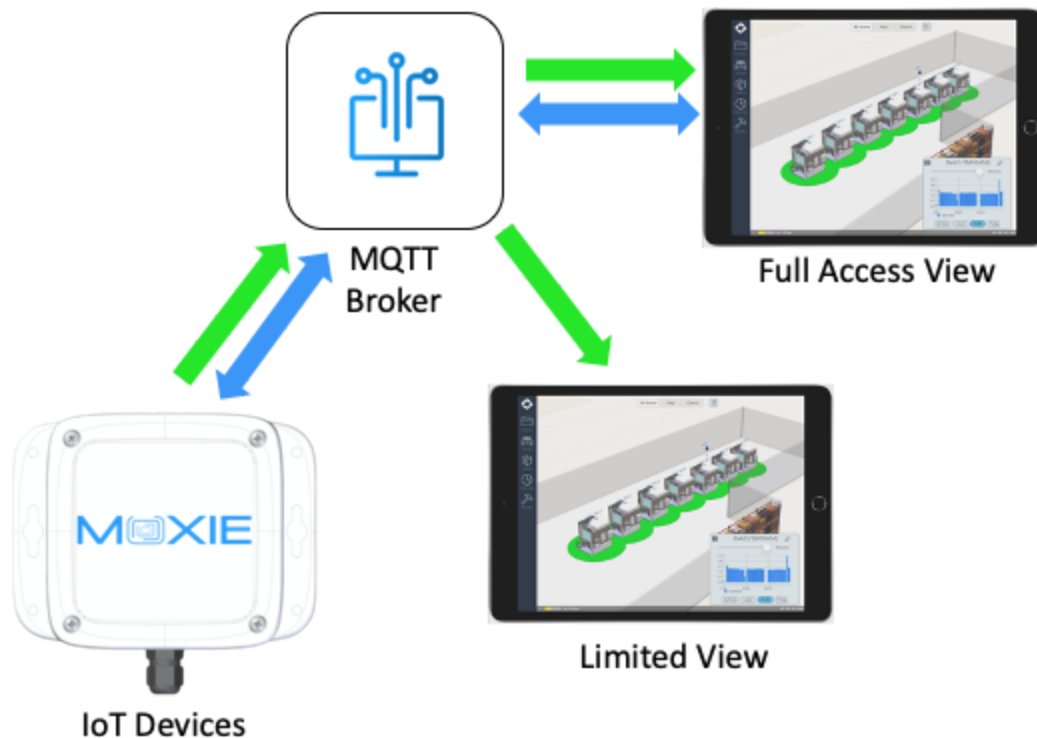 MQTT
Broker
Full Access View
MOXIE
Limited View
IoT Devices